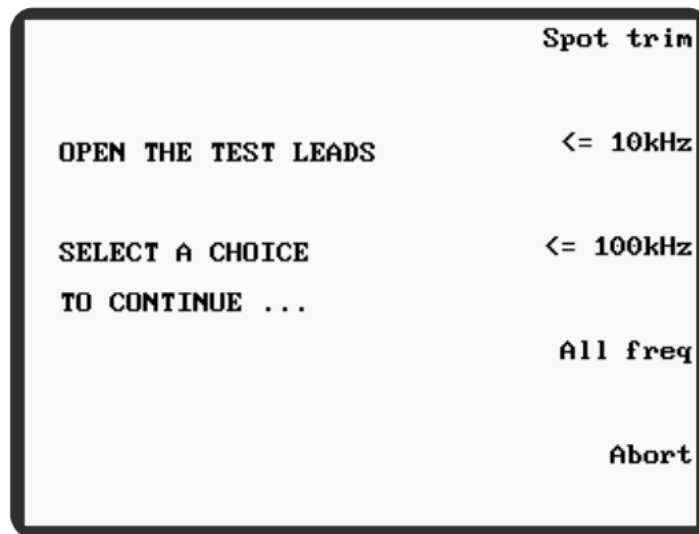 Spot trim
OPEN THE TEST LEADS
<= 10kHz
SELECT A CHOICE
<= 100kHz
TO CONTINUE ...
All freq
Abort